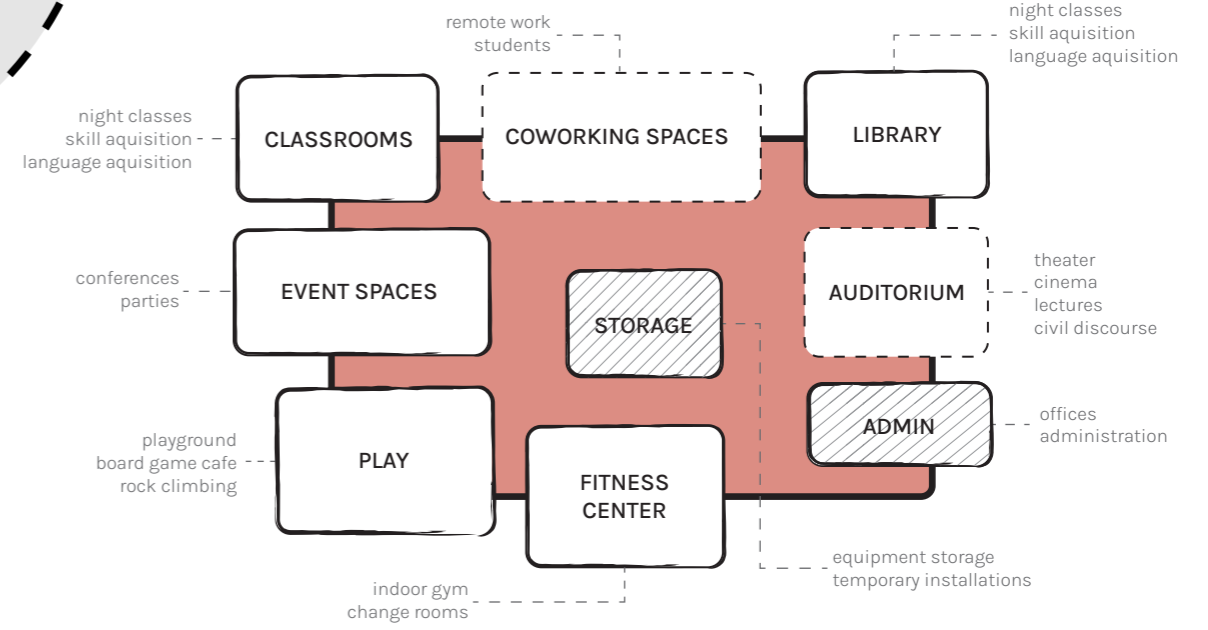 remote work
students
night classes
skill aquisition
language aquisition
night classes
skill aquisition
language aquisition
CLASSROOMS
COWORKING SPACES
LIBRARY
conferences
parties
EVENT SPACES
STORAGE
AUDITORIUM
theater
cinema
lectures
civil discourse
playground
board game cafe
rock climbing
PLAY
FITNESS
CENTER
ADMIN
offices
administration
equipment storage
temporary installations
indoor gym
change rooms